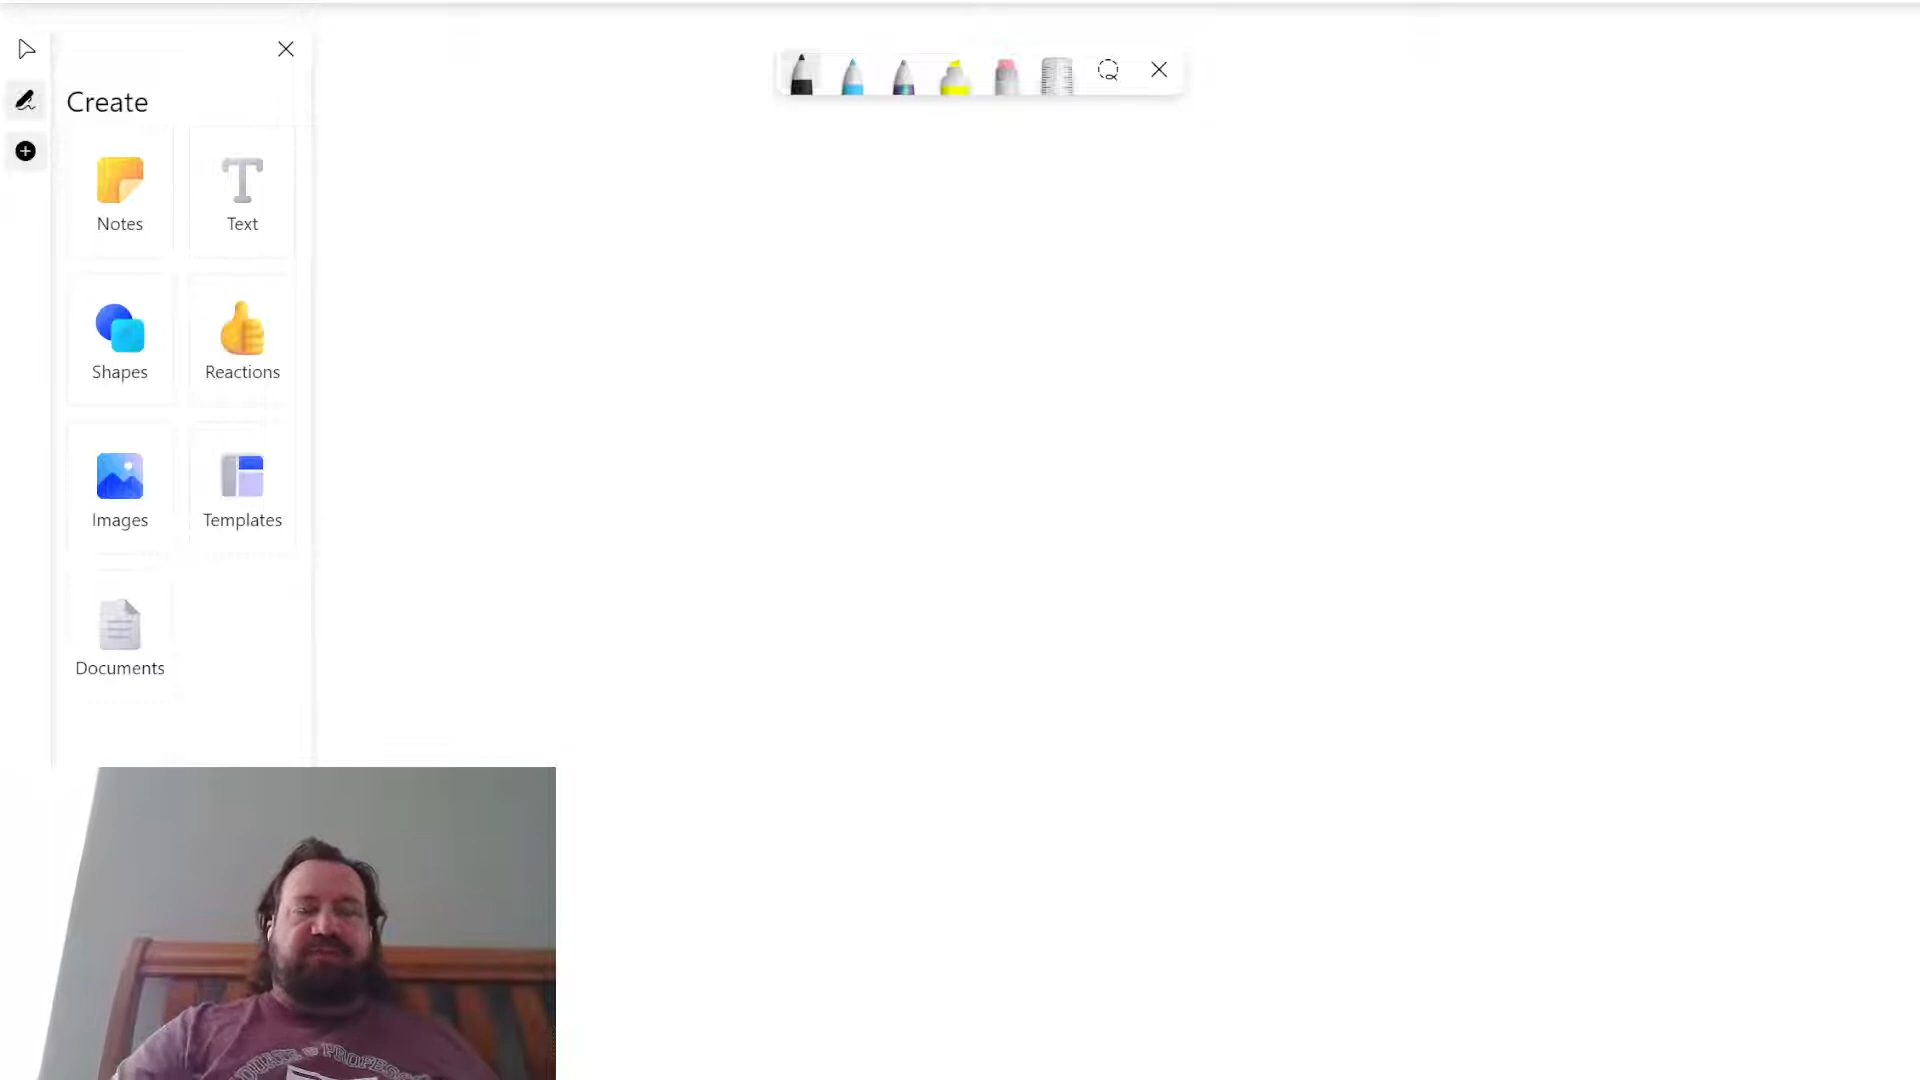 Create
Notes
Text
Shapes
Reactions
Images
Templates
Documents